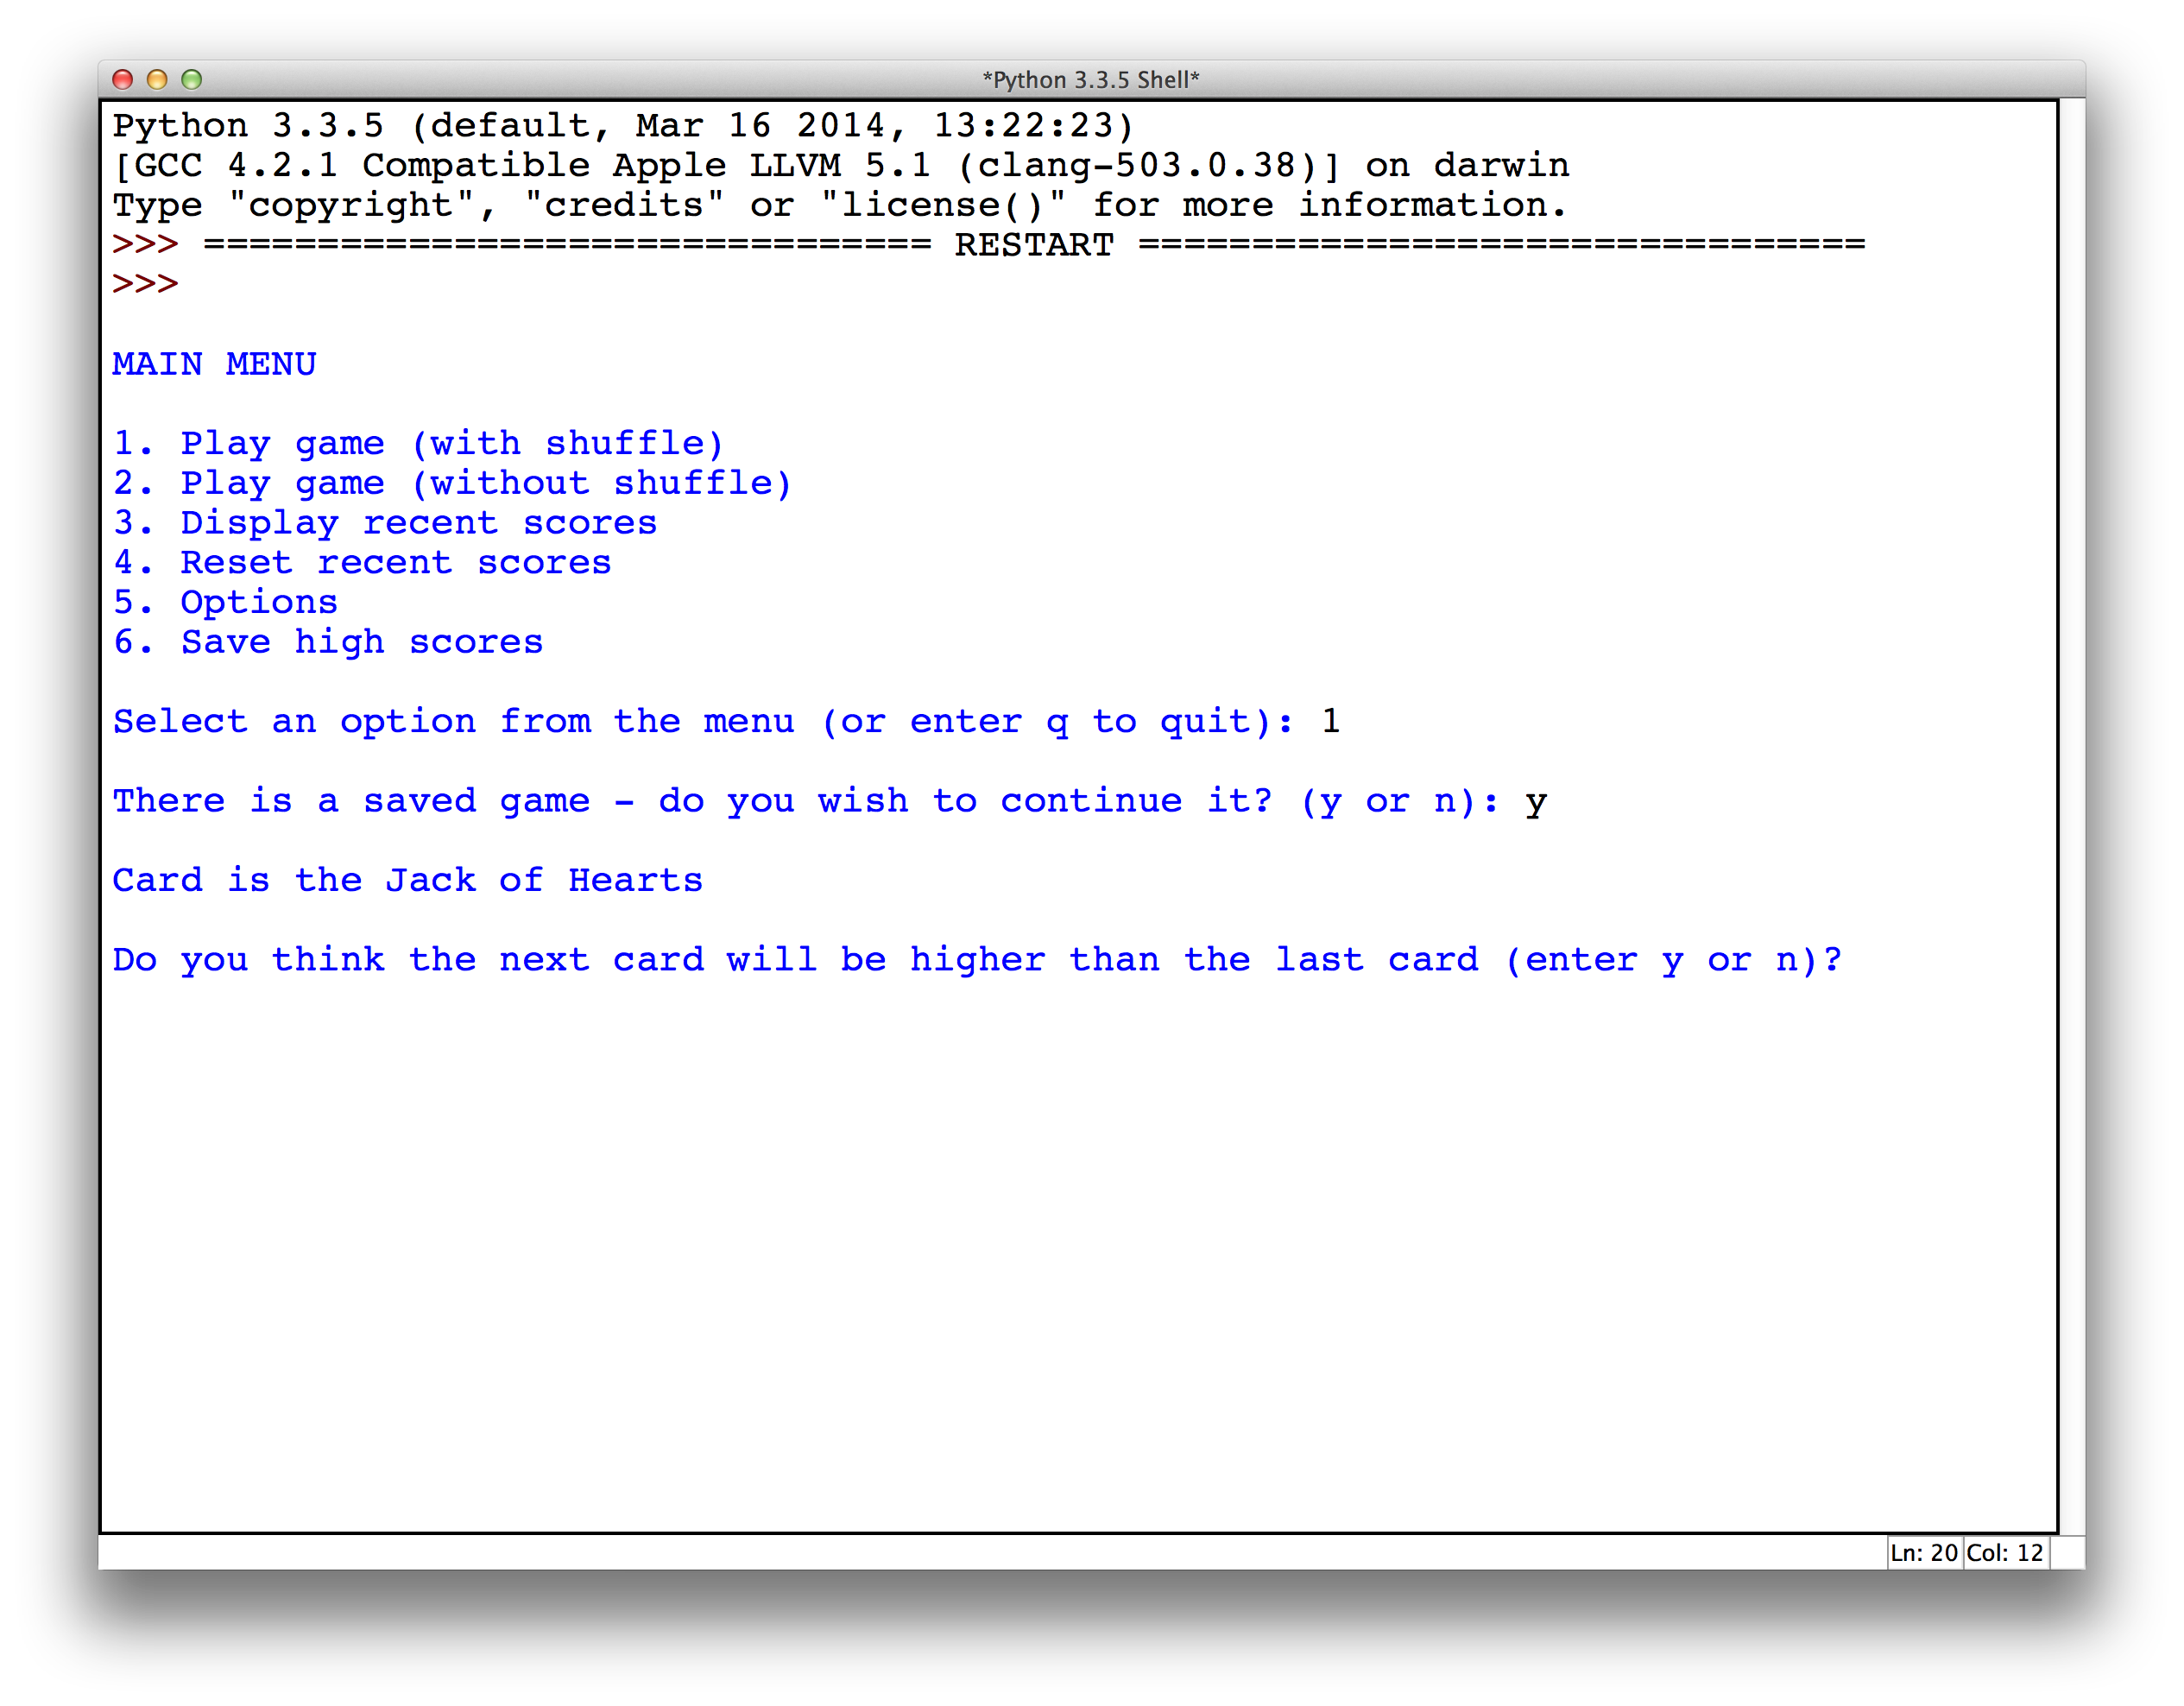 *Python 3.3.5 Shell*
Python 3.3.5 (default, Mar 16 2014, 13:22:23)
[GCC 4.2.1 Compatible Apple LLVM 5.1 (clang-503.0.38)] on darwin
Type "copyright", "credits" or "license()" for more information.
>>> ================================ RESTART ================================
>>>
MAIN MENU
1. Play game (with shuffle)
2. Play game (without shuffle)
3. Display recent scores
4. Reset recent scores
5. Options
6. Save high scores
Select an option from the menu (or enter q to quit): 1
There is a saved game - do you wish to continue it? (y or n): y
Card is the Jack of Hearts
Do you think the next card will be higher than the last card (enter y or n)?
Ln: 20 Col: 12